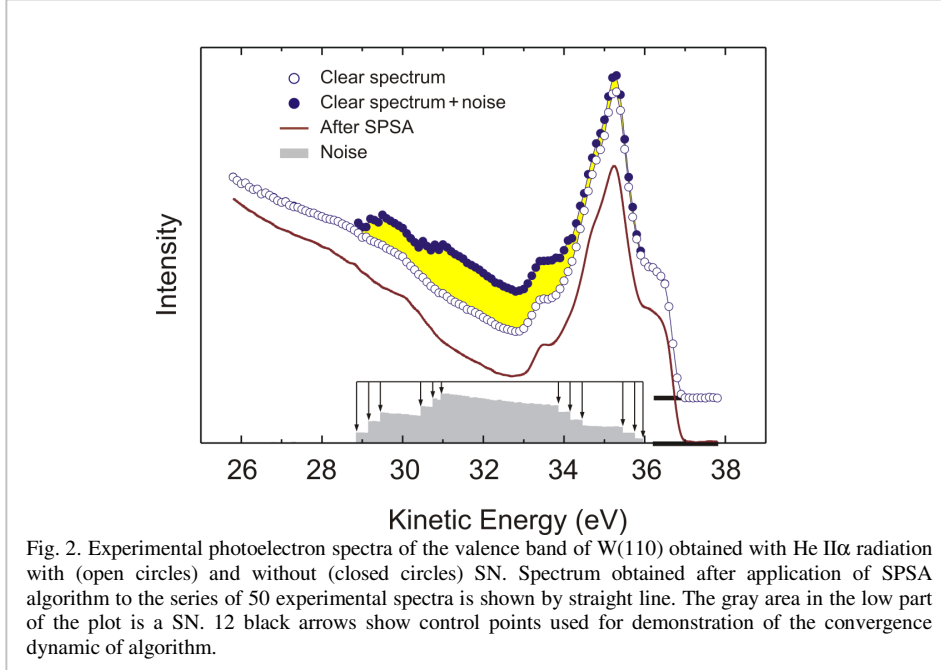 Clear spectrum
Clear spectrum + noise
After SPSA
Noise
Intensity
26 28 30 32 34 36 38
Kinetic Energy (eV)
Fig. 2. Experimental photoelectron spectra of the valence band of W(110) obtained with He IIα radiation
with (open circles) and without (closed circles) SN. Spectrum obtained after application of SPSA
algorithm to the series of 50 experimental spectra is shown by straight line. The gray area in the low part
of the plot is a SN. 12 black arrows show control points used for demonstration of the convergence
dynamic of algorithm.